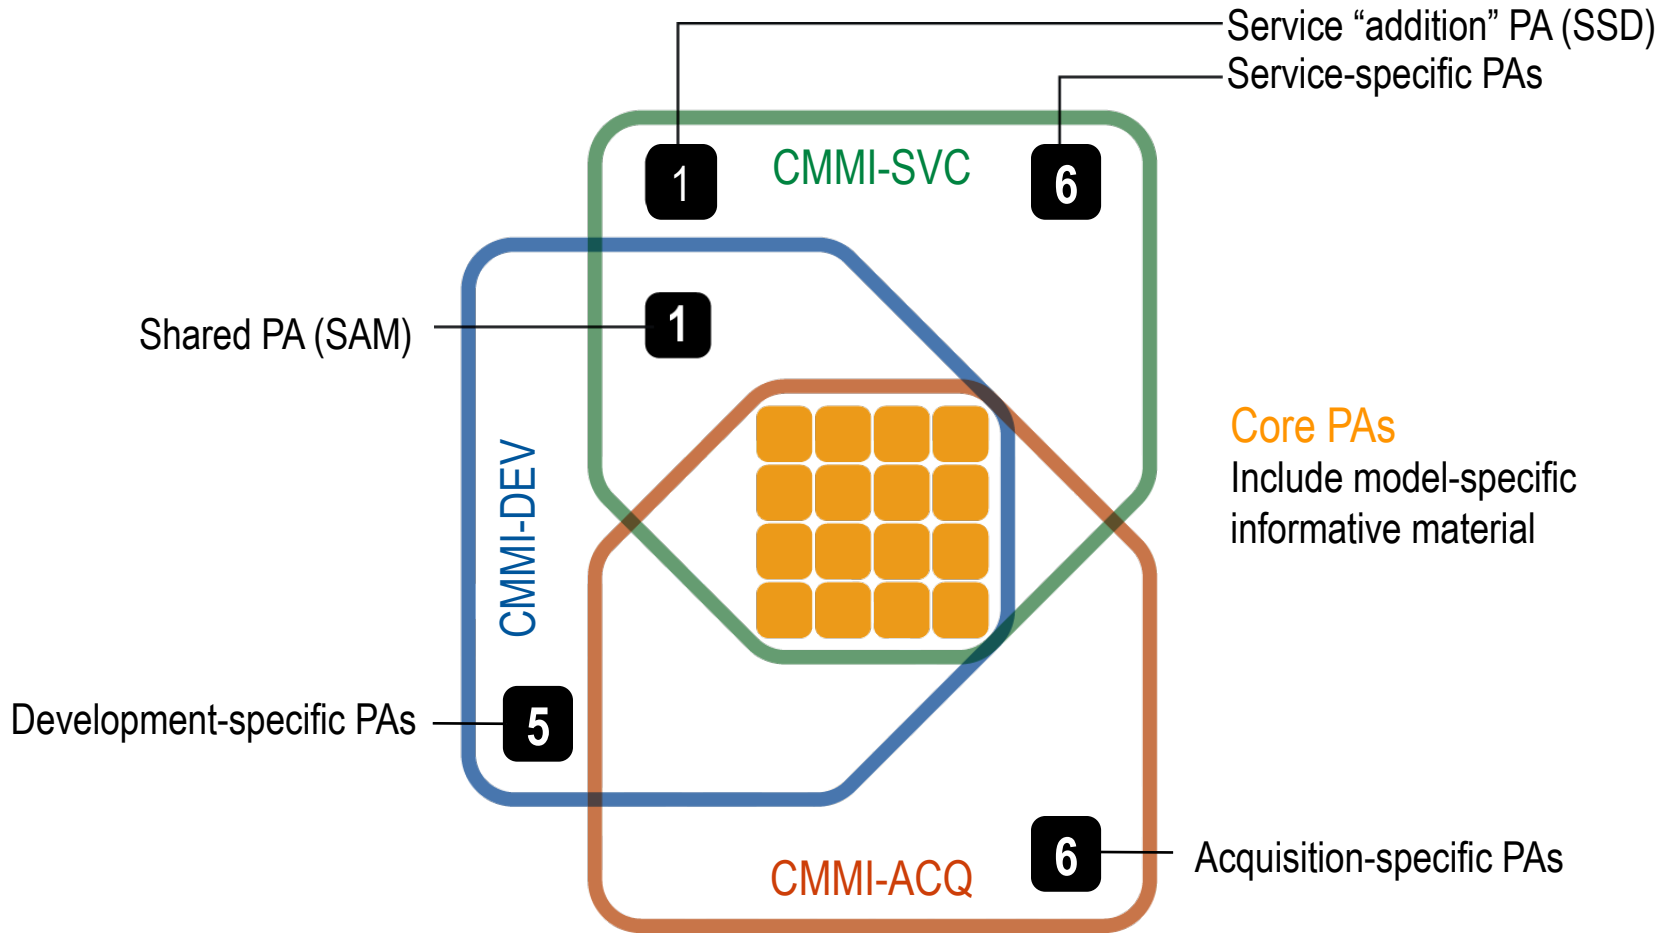 Service “addition” PA (SSD)
Service-specific PAs
1
CMMI-SVC
6
Shared PA (SAM)
1
Core PAs
Include model-specific
informative material
CMMI-DEV
Development-specific PAs
5
6
Acquisition-specific PAs
CMMI-ACQ